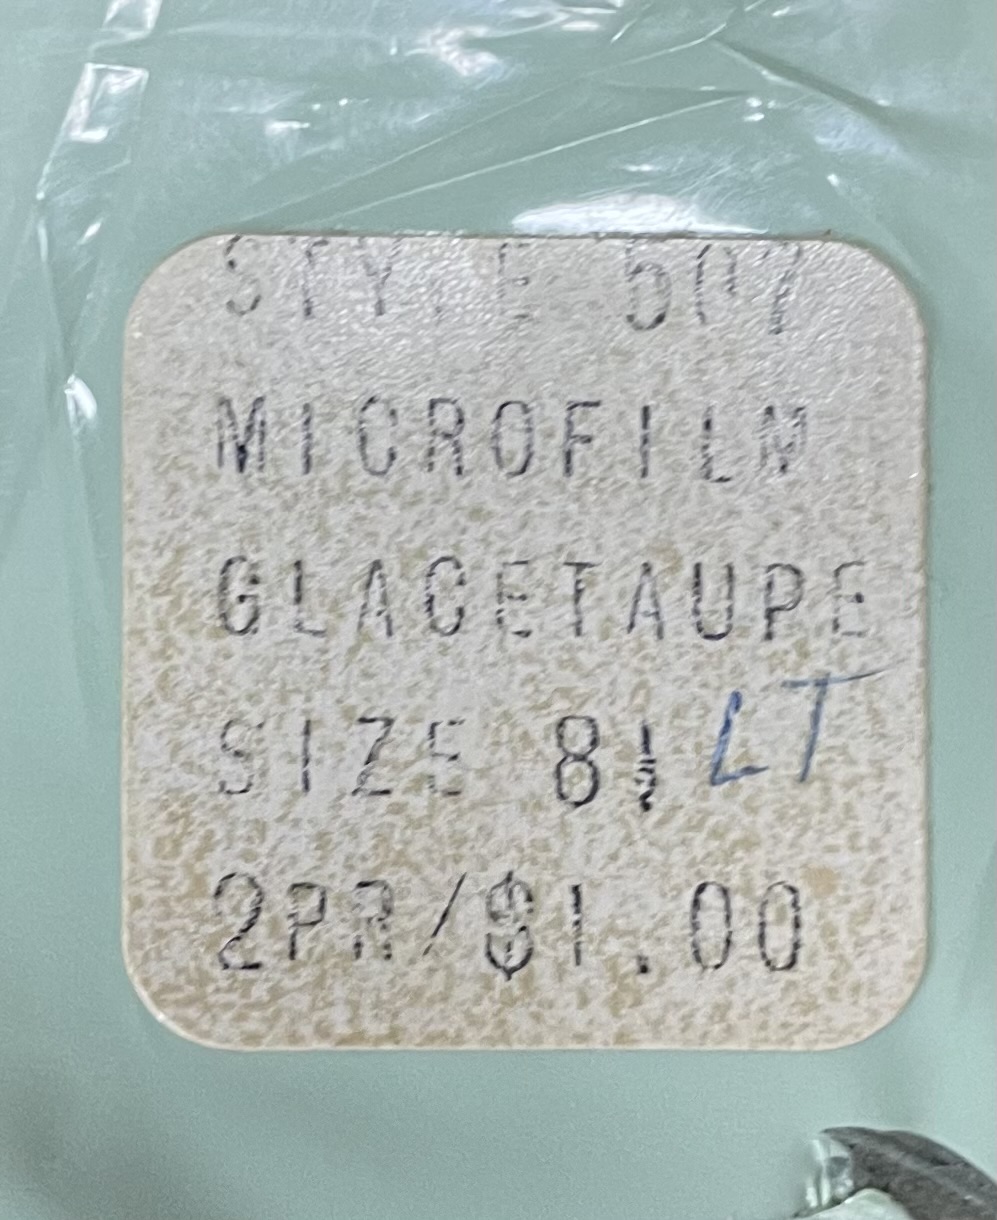 STYLE 507
MICROFILM
GLACETAUPE
SIZE 8½ LT
2PR/$1.00